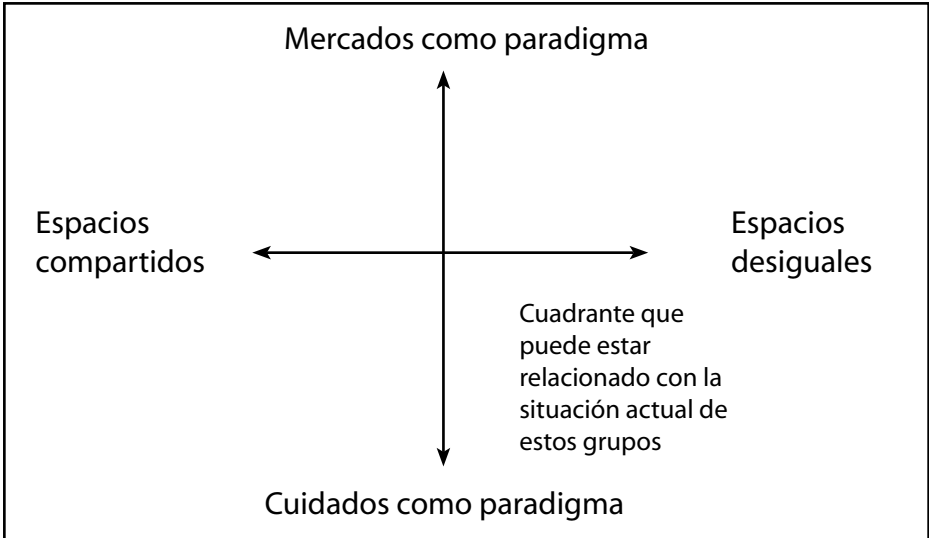 Mercados como paradigma
Espacios
compartidos
Espacios
desiguales
Cuadrante que
puede estar
relacionado con la
situación actual de
estos grupos
Cuidados como paradigma